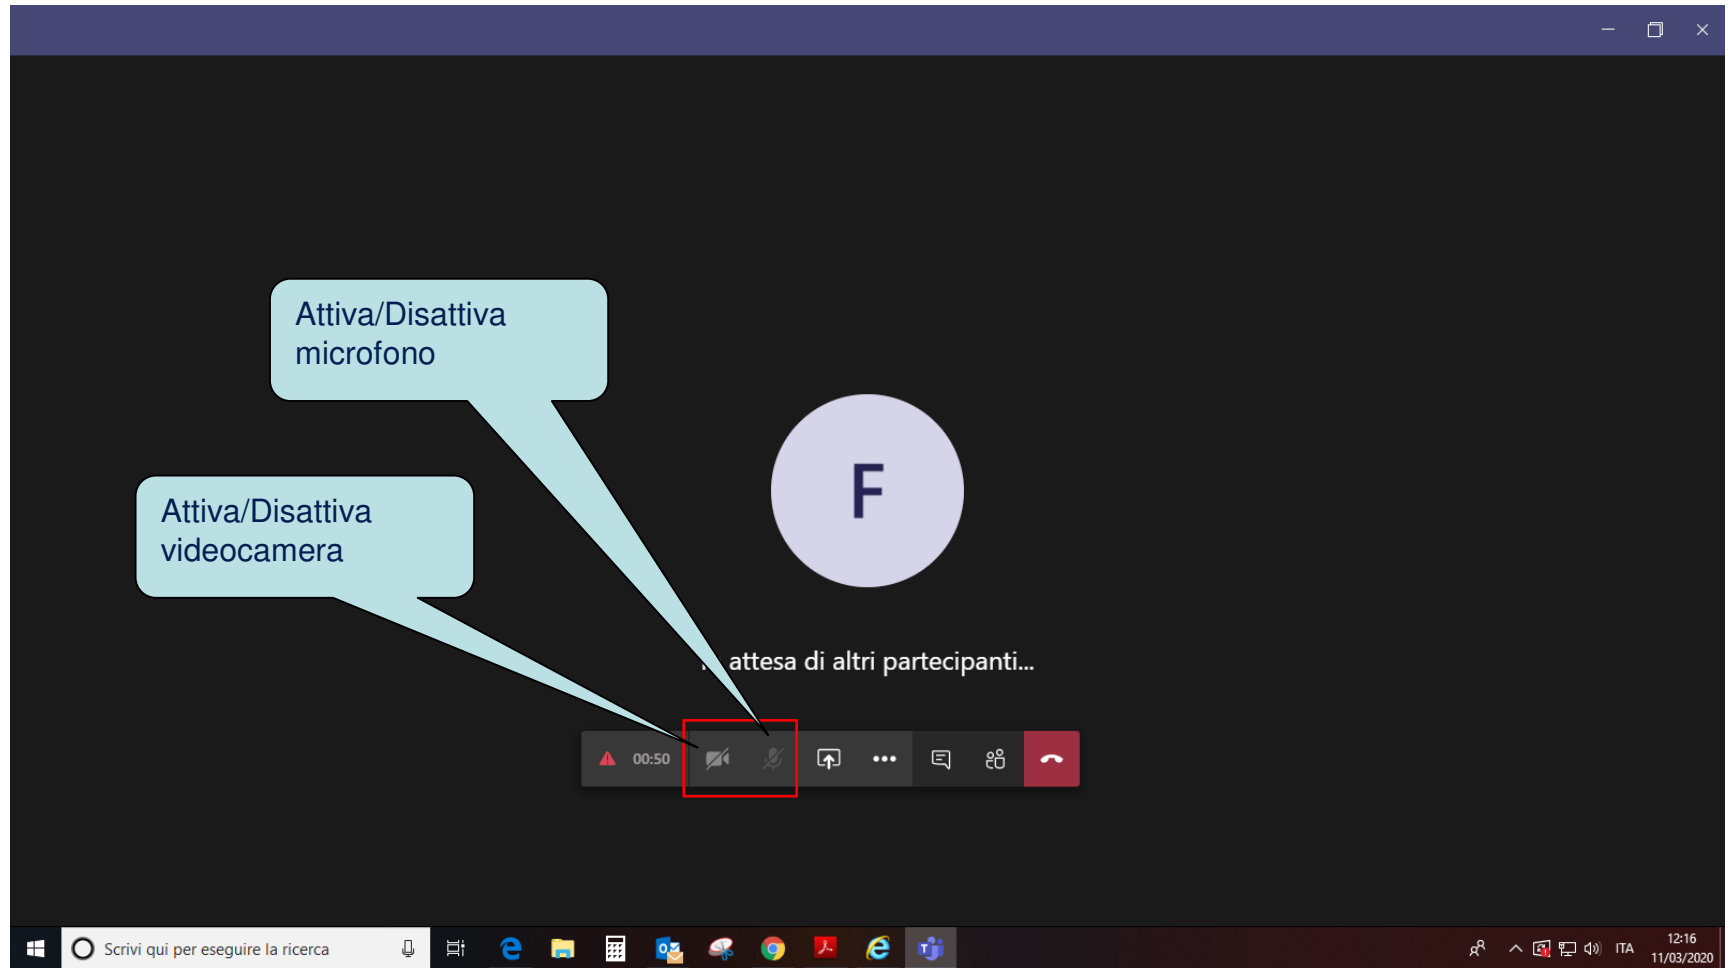 Attiva/Disattiva
microfono
F
Attiva/Disattiva
videocamera
attesa di altri partecipanti...
00:50
Scrivi qui per eseguire la ricerca
ITA
12:16
11/03/2020